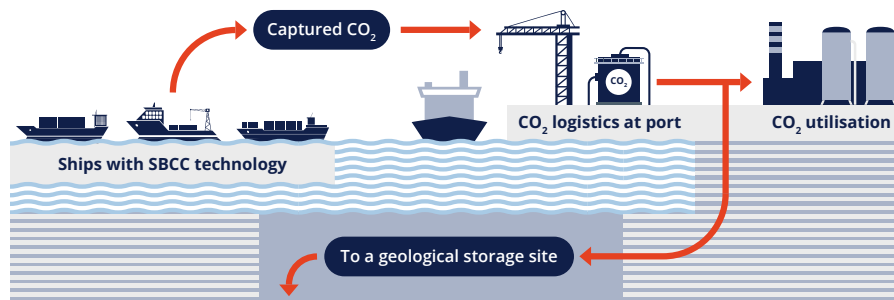 Captured CO₂
CO₂
CO₂ logistics at port
CO₂ utilisation
Ships with SBCC technology
To a geological storage site